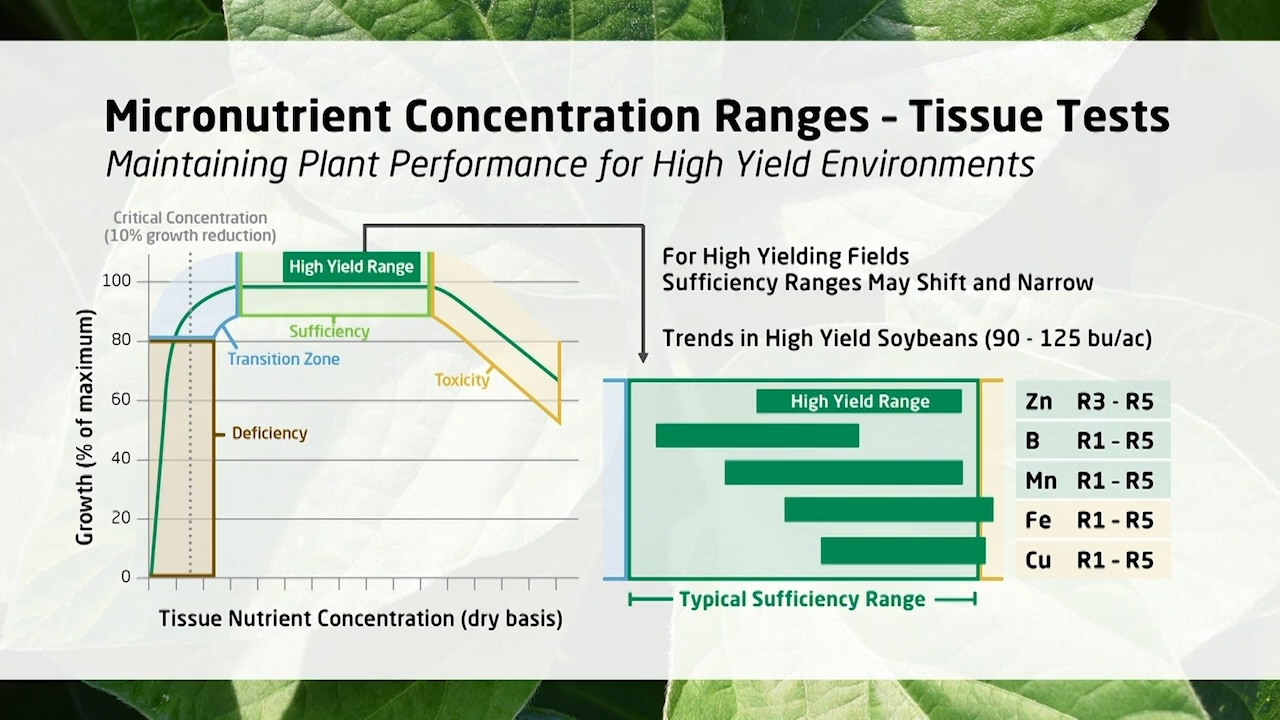 Micronutrient Concentration Ranges – Tissue Tests
Maintaining Plant Performance for High Yield Environments
Critical Concentration
(10% growth reduction)
High Yield Range
100
80
60
40
20
0
Growth (% of maximum)
Sufficiency
Transition Zone
Toxicity
Deficiency
Tissue Nutrient Concentration (dry basis)
For High Yielding Fields
Sufficiency Ranges May Shift and Narrow
Trends in High Yield Soybeans (90 - 125 bu/ac)
High Yield Range
Zn R3 - R5
B R1 – R5
Mn R1 – R5
Fe R1 – R5
Cu R1 – R5
Typical Sufficiency Range